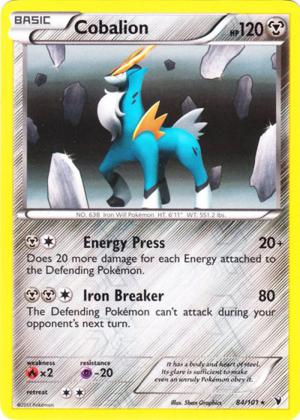 BASIC
Cobalion
HP120
NO. 638 Iron Will Pokémon HT: 6'11" WT: 551.2 lbs.
Energy Press 20+
Does 20 more damage for each Energy attached to
the Defending Pokémon.
Iron Breaker 80
The Defending Pokémon can't attack during your
opponent's next turn.
weakness
×2
resistance
-20
retreat
It has a body and heart of steel.
Its glare is sufficient to make
even an unruly Pokémon obey it.
Illus. 5ban Graphics
84/101 ★